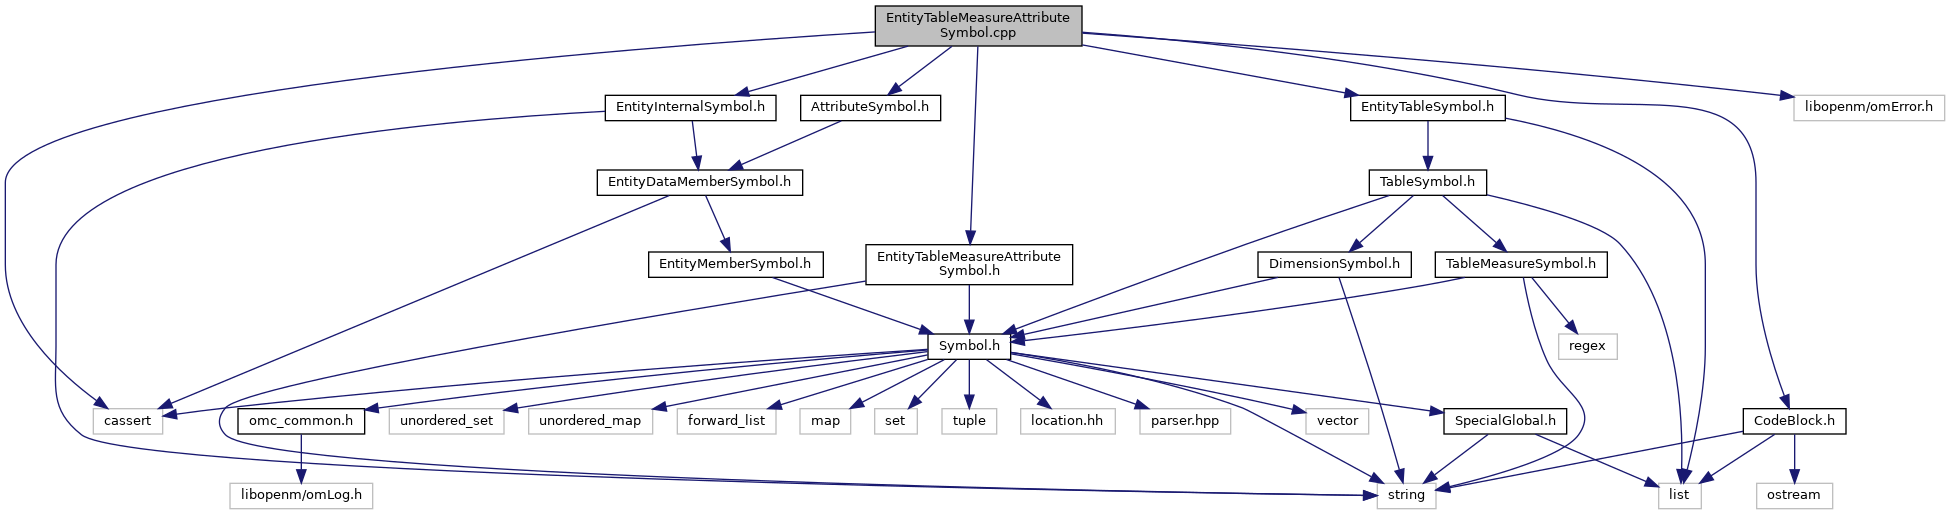 EntityTableMeasureAttribute
Symbol.cpp
EntityInternalSymbol.h
AttributeSymbol.h
EntityTableSymbol.h
libopenm/omError.h
EntityDataMemberSymbol.h
TableSymbol.h
EntityMemberSymbol.h
EntityTableMeasureAttribute
Symbol.h
DimensionSymbol.h
TableMeasureSymbol.h
Symbol.h
regex
cassert
omc_common.h
unordered_set
unordered_map
forward_list
map
set
tuple
location.hh
parser.hpp
vector
SpecialGlobal.h
CodeBlock.h
libopenm/omLog.h
string
list
ostream